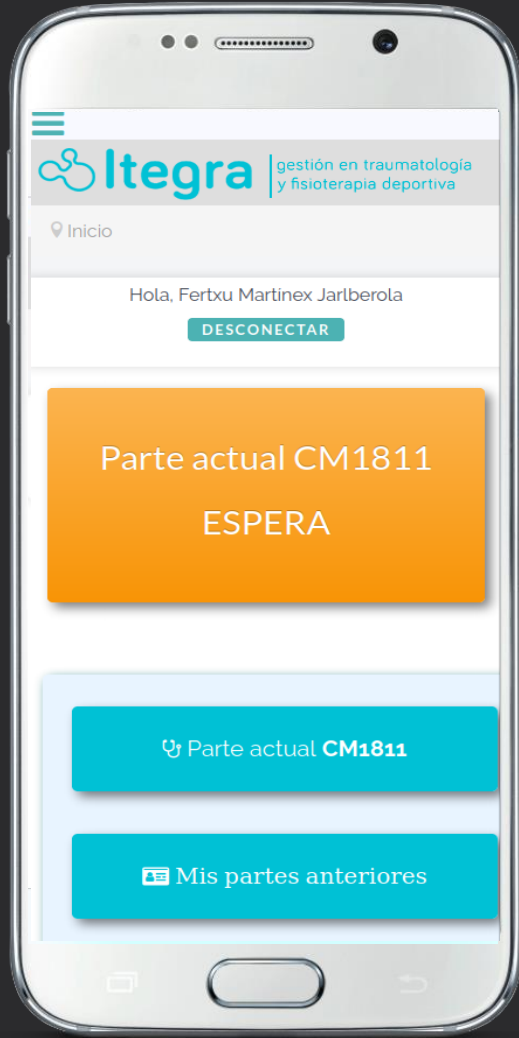 Itegra
gestión en traumatología
y fisioterapia deportiva
Inicio
Hola, Fertxu Martínex Jarlberola
DESCONECTAR
Parte actual CM1811
ESPERA
Parte actual CM1811
Mis partes anteriores